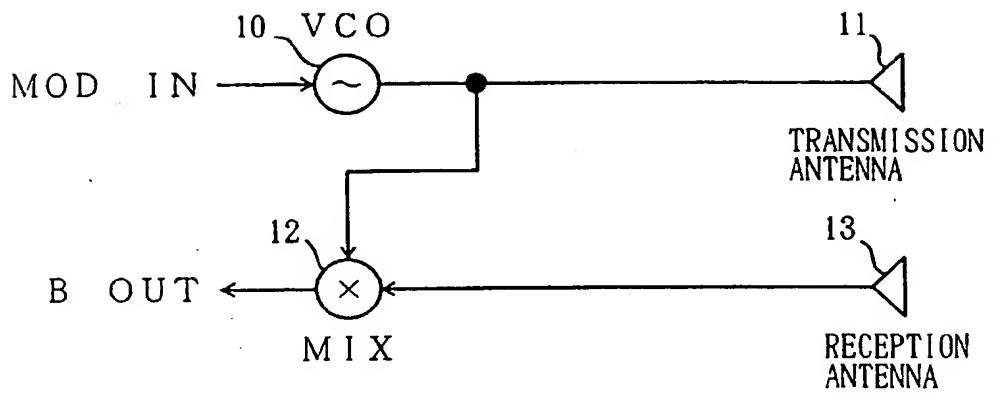 10 VCO
11
MOD IN
~
TRANSMISSION
ANTENNA
12
13
B OUT
×
MIX
RECEPTION
ANTENNA